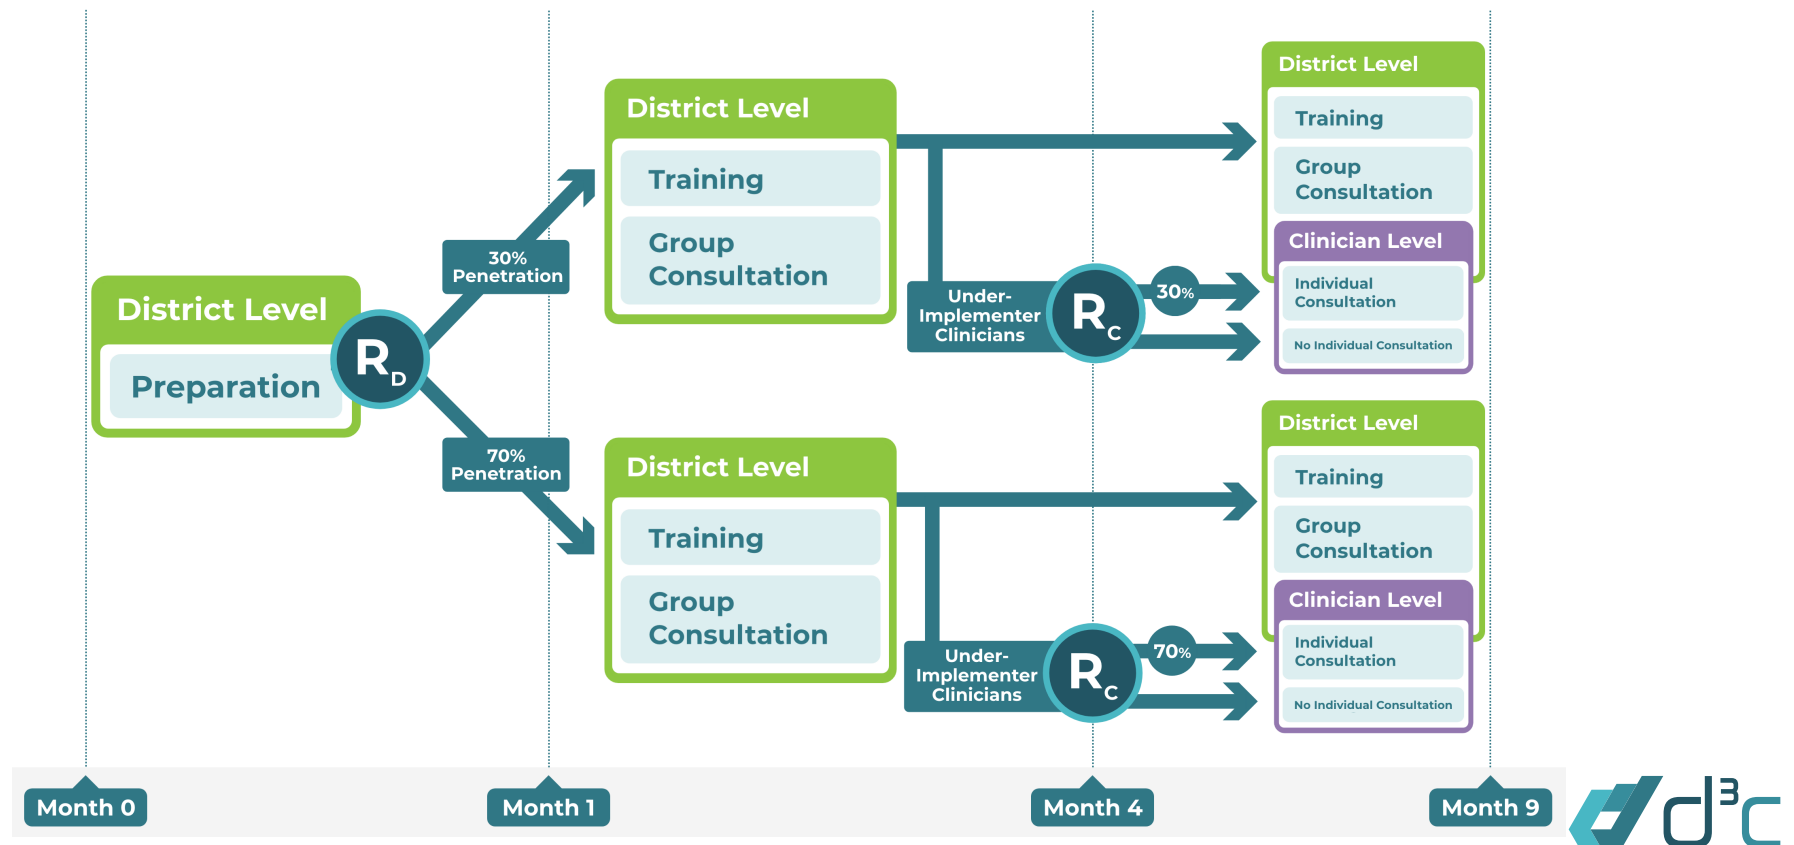 District Level
Preparation
R D
30%
Penetration
70%
Penetration
District Level
Training
Group
Consultation
Under-
Implementer
Clinicians
R C
30%
District Level
Training
Group
Consultation
Clinician Level
Individual
Consultation
No Individual Consultation
District Level
Training
Group
Consultation
Under-
Implementer
Clinicians
R C
70%
District Level
Training
Group
Consultation
Clinician Level
Individual
Consultation
No Individual Consultation
Month 0
Month 1
Month 4
Month 9
d³c